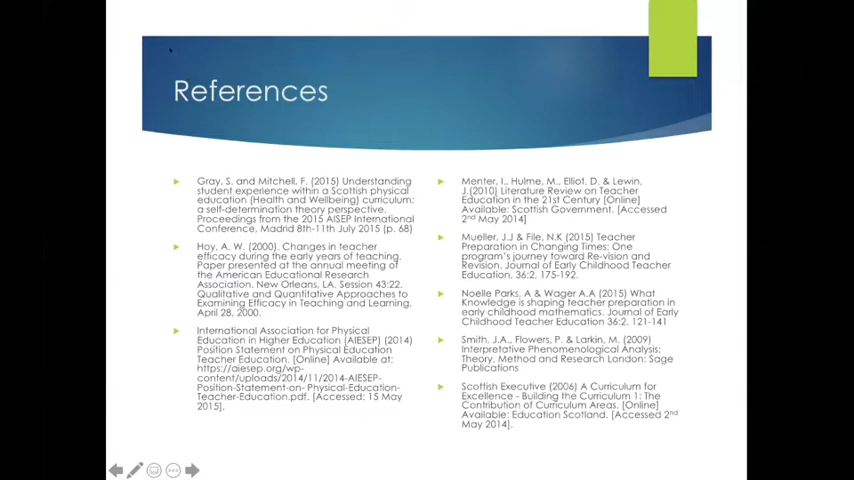 References
Gray, S. and Mitchell, F. (2015) Understanding
student experience within a Scottish physical
education (Health and Wellbeing) curriculum:
a self-determination theory perspective.
Proceedings from the 2015 AISEP International
Conference, Madrid 8th-11th July 2015 (p. 68)
Hoy, A. W. (2000). Changes in teacher
efficacy during the early years of teaching.
Paper presented at the annual meeting of
the American Educational Research
Association. New Orleans, LA. Session 43:22,
Qualitative and Quantitative Approaches to
Examining Efficacy in Teaching and Learning,
April 28, 2000.
International Association for Physical
Education in Higher Education (AIESEP) (2014)
Position Statement on Physical Education
Teacher Education. [Online] Available at:
https://aiesep.org/wp-
content/uploads/2014/11/2014-AIESEP-
Position-Statement-on- Physical-Education-
Teacher-Education.pdf. [Accessed: 15 May
2015].
Menter, I., Hulme, M., Elliot, D. & Lewin,
J.(2010) Literature Review on Teacher
Education in the 21st Century [Online]
Available: Scottish Government. [Accessed
2nd May 2014]
Mueller, J.J & File, N.K (2015) Teacher
Preparation in Changing Times: One
program's journey toward Re-vision and
Revision. Journal of Early Childhood Teacher
Education, 36:2, 175-192.
Noelle Parks, A & Wager A.A (2015) What
Knowledge is shaping teacher preparation in
early childhood mathematics. Journal of Early
Childhood Teacher Education 36:2. 121-141
Smith, J.A., Flowers, P. & Larkin, M. (2009)
Interpretative Phenomenological Analysis;
Theory, Method and Research London: Sage
Publications
Scottish Executive (2006) A Curriculum for
Excellence - Building the Curriculum 1: The
Contribution of Curriculum Areas. [Online]
Available: Education Scotland. [Accessed 2nd
May 2014].